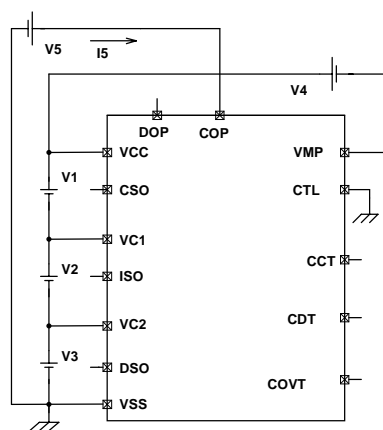 V5
I5
V4
DOP
COP
VCC
VMP
V1
CSO
CTL
VC1
V2
ISO
CCT
VC2
CDT
V3
DSO
COVT
VSS